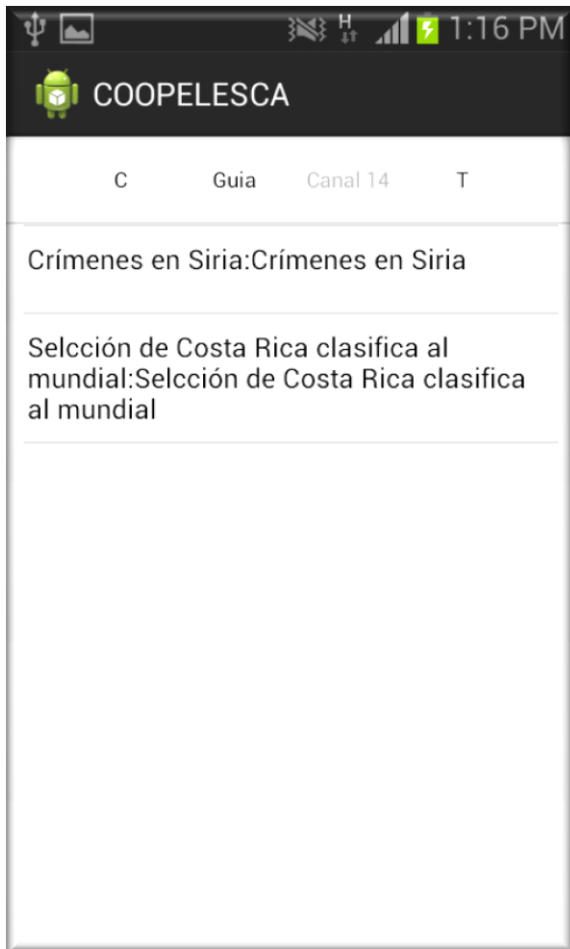 H 1:16 PM
COOPELESCA
C Guia Canal 14 T
Crímenes en Siria:Crímenes en Siria
Selcción de Costa Rica clasifica al
mundial:Selcción de Costa Rica clasifica
al mundial